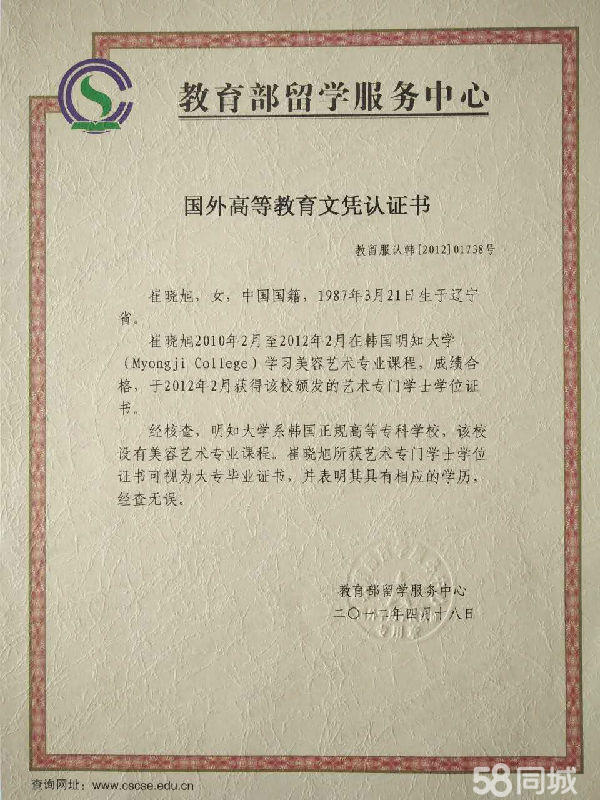 教育部留学服务中心
国外高等教育文凭认证书
教留服认韩[2012]01738号
崔晓旭，女，中国国籍，1987年3月21日生于辽宁
省。
崔晓旭2010年2月至2012年2月在韩国明知大学
（Myongji College）学习美容艺术专业课程，成绩合
格，于2012年2月获得该校颁发的艺术专门学士学位证
书。
经核查，明知大学系韩国正规高等专科学校，该校
设有美容艺术专业课程。崔晓旭所获艺术专门学士学位
证书可视为大专毕业证书，并表明其具有相应的学历，
经查无误。
教育部留学服务中心
二〇一二年四月十八日
查询网址：www.cscse.edu.cn
58同城